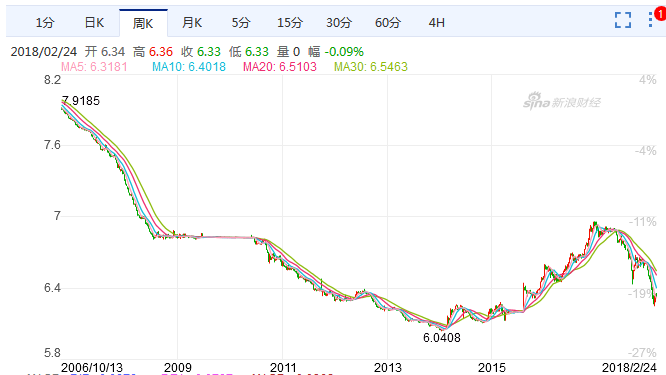 1分 日K 周K 月K 5分 15分 30分 60分 4H 1
2018/02/24 开 6.34 高 6.36 收 6.33 低 6.33 量 0 幅 -0.09%
MA5: 6.3181 MA10: 6.4018 MA20: 6.5103 MA30: 6.5463
8.2 4%
7.9185
sina 新浪财经
7.6 -4%
7 -11%
6.4 -19%
6.0408
5.8 -27%
2006/10/13 2009 2011 2013 2015 2018/2/24